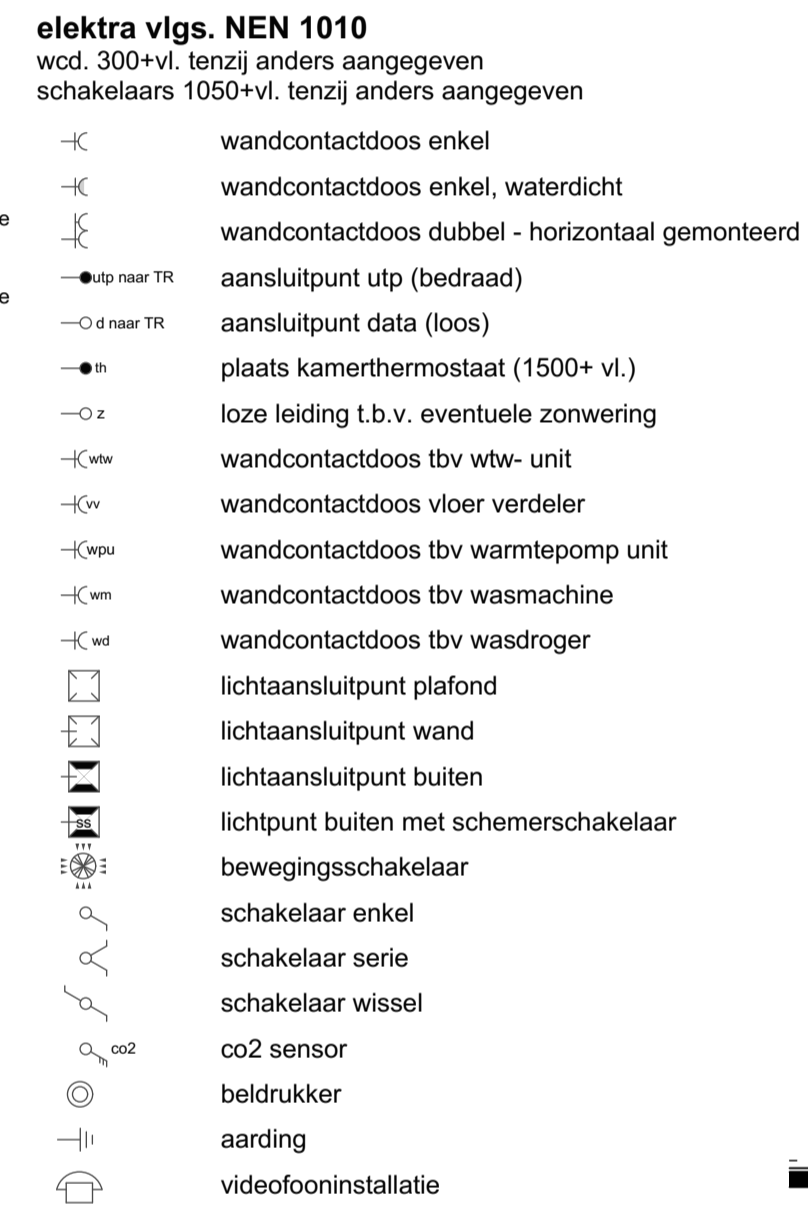 elektra vlgs. NEN 1010
wcd. 300+vl. tenzij anders aangegeven
schakelaars 1050+vl. tenzij anders aangegeven
wandcontactdoos enkel
wandcontactdoos enkel, waterdicht
e
wandcontactdoos dubbel - horizontaal gemonteerd
utp naar TR aansluitpunt utp (bedraad)
e
d naar TR aansluitpunt data (loos)
th plaats kamerthermostaat (1500+ vl.)
z loze leiding t.b.v. eventuele zonwering
wtw wandcontactdoos tbv wtw- unit
vv wandcontactdoos vloer verdeler
wpu wandcontactdoos tbv warmtepomp unit
wm wandcontactdoos tbv wasmachine
wd wandcontactdoos tbv wasdroger
lichtaansluitpunt plafond
lichtaansluitpunt wand
lichtaansluitpunt buiten
ss lichtpunt buiten met schemerschakelaar
bewegingsschakelaar
schakelaar enkel
schakelaar serie
schakelaar wissel
co2 co2 sensor
beldrukker
aarding
videofooninstallatie